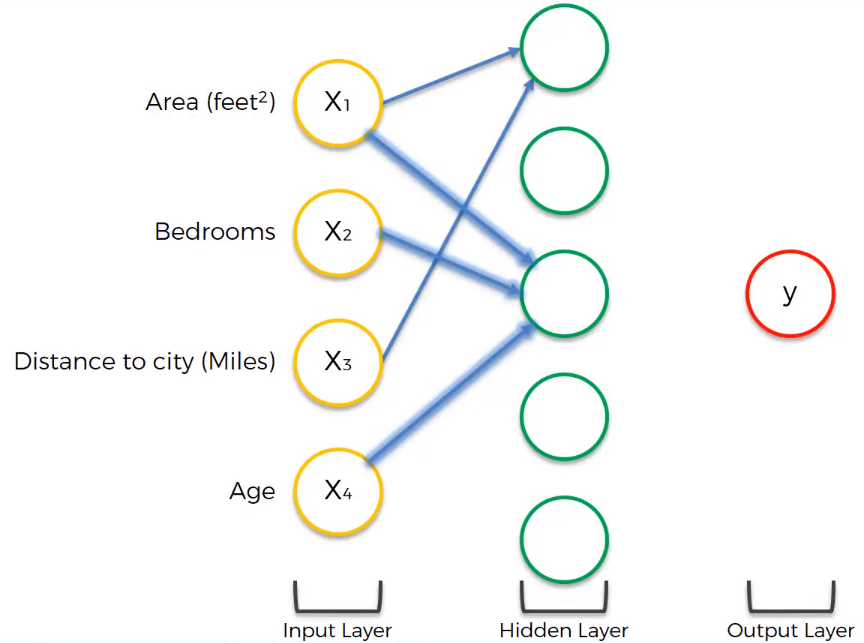 Area (feet²)
X₁
Bedrooms
X₂
Distance to city (Miles)
X₃
Age
X₄
y
Input Layer
Hidden Layer
Output Layer